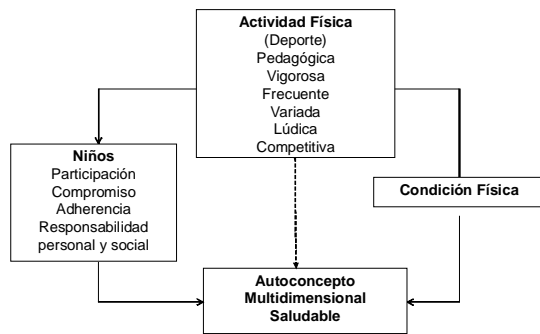 Actividad Física
(Deporte)
Pedagógica
Vigorosa
Frecuente
Variada
Lúdica
Competitiva
Niños
Participación
Compromiso
Adherencia
Responsabilidad
personal y social
Condición Física
Autoconcepto
Multidimensional
Saludable